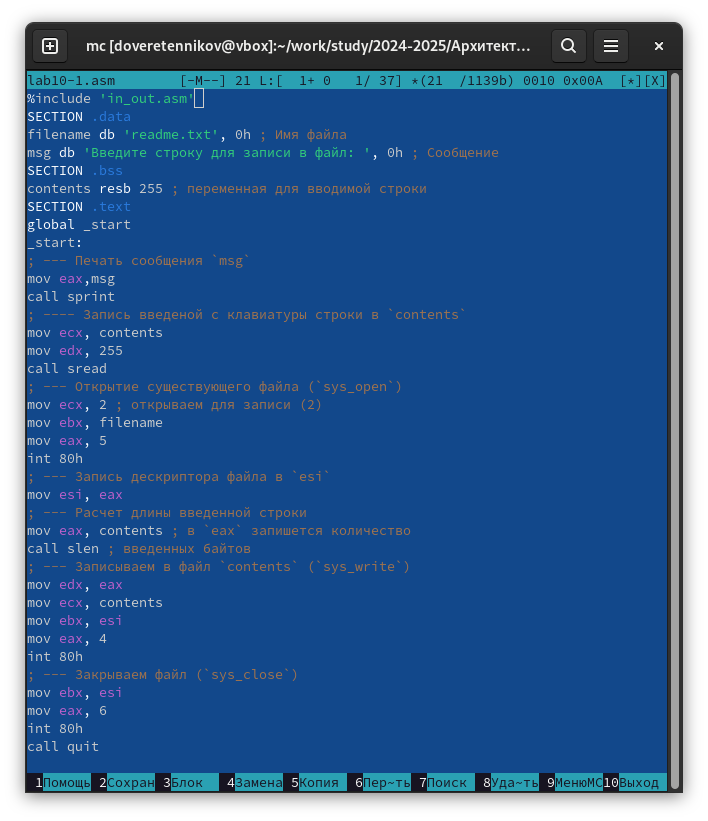 mc [doveretennikov@vbox]:~/work/study/2024-2025/Архитект...
lab10-1.asm [-M--] 21 L:[ 1+ 0 1/ 37] *(21 /1139b) 0010 0x00A [*][X]
%include 'in_out.asm'
SECTION .data
filename db 'readme.txt', 0h ; Имя файла
msg db 'Введите строку для записи в файл: ', 0h ; Сообщение
SECTION .bss
contents resb 255 ; переменная для вводимой строки
SECTION .text
global _start
_start:
; --- Печать сообщения `msg`
mov eax,msg
call sprint
; ---- Запись введеной с клавиатуры строки в `contents`
mov ecx, contents
mov edx, 255
call sread
; --- Открытие существующего файла (`sys_open`)
mov ecx, 2 ; открываем для записи (2)
mov ebx, filename
mov eax, 5
int 80h
; --- Запись дескриптора файла в `esi`
mov esi, eax
; --- Расчет длины введенной строки
mov eax, contents ; в `eax` запишется количество
call slen ; введенных байтов
; --- Записываем в файл `contents` (`sys_write`)
mov edx, eax
mov ecx, contents
mov ebx, esi
mov eax, 4
int 80h
; --- Закрываем файл (`sys_close`)
mov ebx, esi
mov eax, 6
int 80h
call quit
1Помощь 2Сохран 3Блок 4Замена 5Копия 6Пер~ть 7Поиск 8Уда~ть 9МенюМС 10Выход